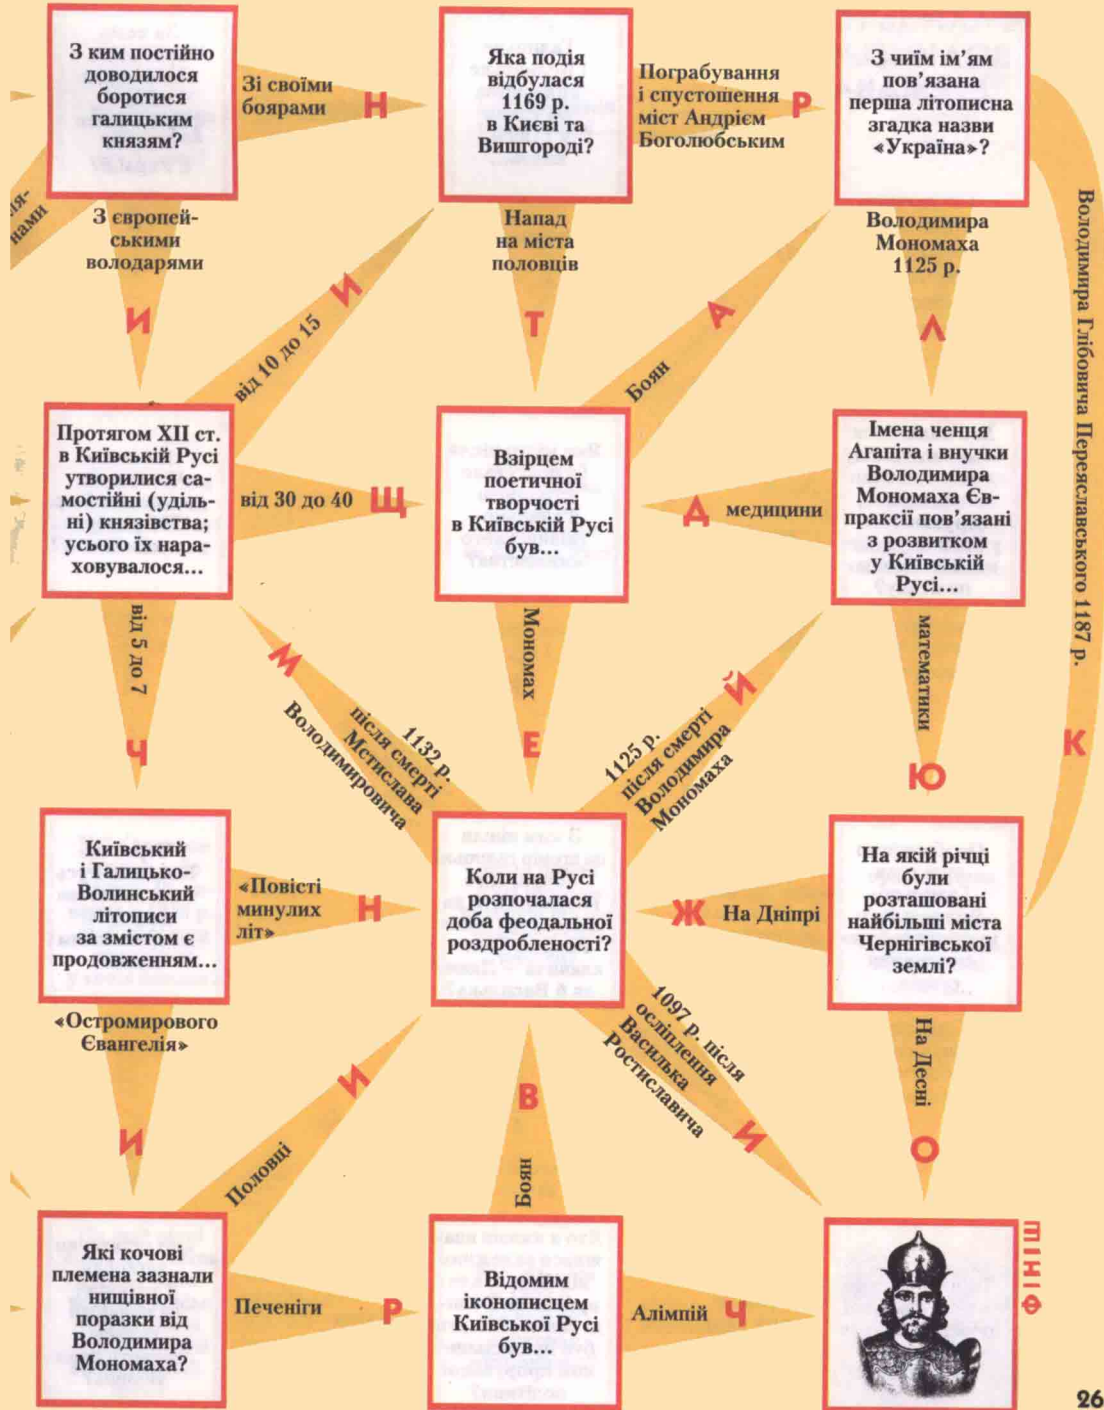 З ким постійно
доводилося
боротися
галицьким
князям?
Зі своїми
боярами
Н
Яка подія
відбулася
1169 р.
в Києві та
Вишгороді?
Пограбування
і спустошення
міст Андрієм
Боголюбським
Р
З чиїм ім’ям
пов’язана
перша літописна
згадка назви
«Україна»?
Володимира Глібовича Переяславського 1187 р.
К
ля-
нами
З європей-
ськими
володарями
И
від 10 до 15
И
Напад
на міста
половців
Т
Боян
А
Володимира
Мономаха
1125 р.
Л
Протягом XII ст.
в Київській Русі
утворилися са-
мостійні (удільні-
ні) князівства;
усього їх нара-
ховувалося...
від 30 до 40
Щ
Взірцем
поетичної
творчості
в Київській Русі
був...
Д
медицини
Імена ченця
Агапіта і внучки
Володимира
Мономаха Єв-
праксії пов’язані
з розвитком
у Київській
Русі...
від 5 до 7
Ч
М
1132 р.
після смерті
Мстислава
Володимировича
Мономах
Е
Й
1125 р.
після смерті
Володимира
Мономаха
математики
Ю
Київський
і Галицько-
Волинський
літописи
за змістом є
продовженням...
«Повісті
минулих
літ»
Н
Коли на Русі
розпочалася
доба феодальної
роздробленості?
Ж
На Дніпрі
На якій річці
були
розташовані
найбільші міста
Чернігівської
землі?
«Остромирового
Євангелія»
И
Половці
И
Боян
В
1097 р. після
осліплення
Василька
Ростиславича
И
На Десні
О
Які кочові
племена зазнали
нищівної
поразки від
Володимира
Мономаха?
Печеніги
Р
Відомим
іконописцем
Київської Русі
був...
Алімпій
Ч
ФІНІШ
26